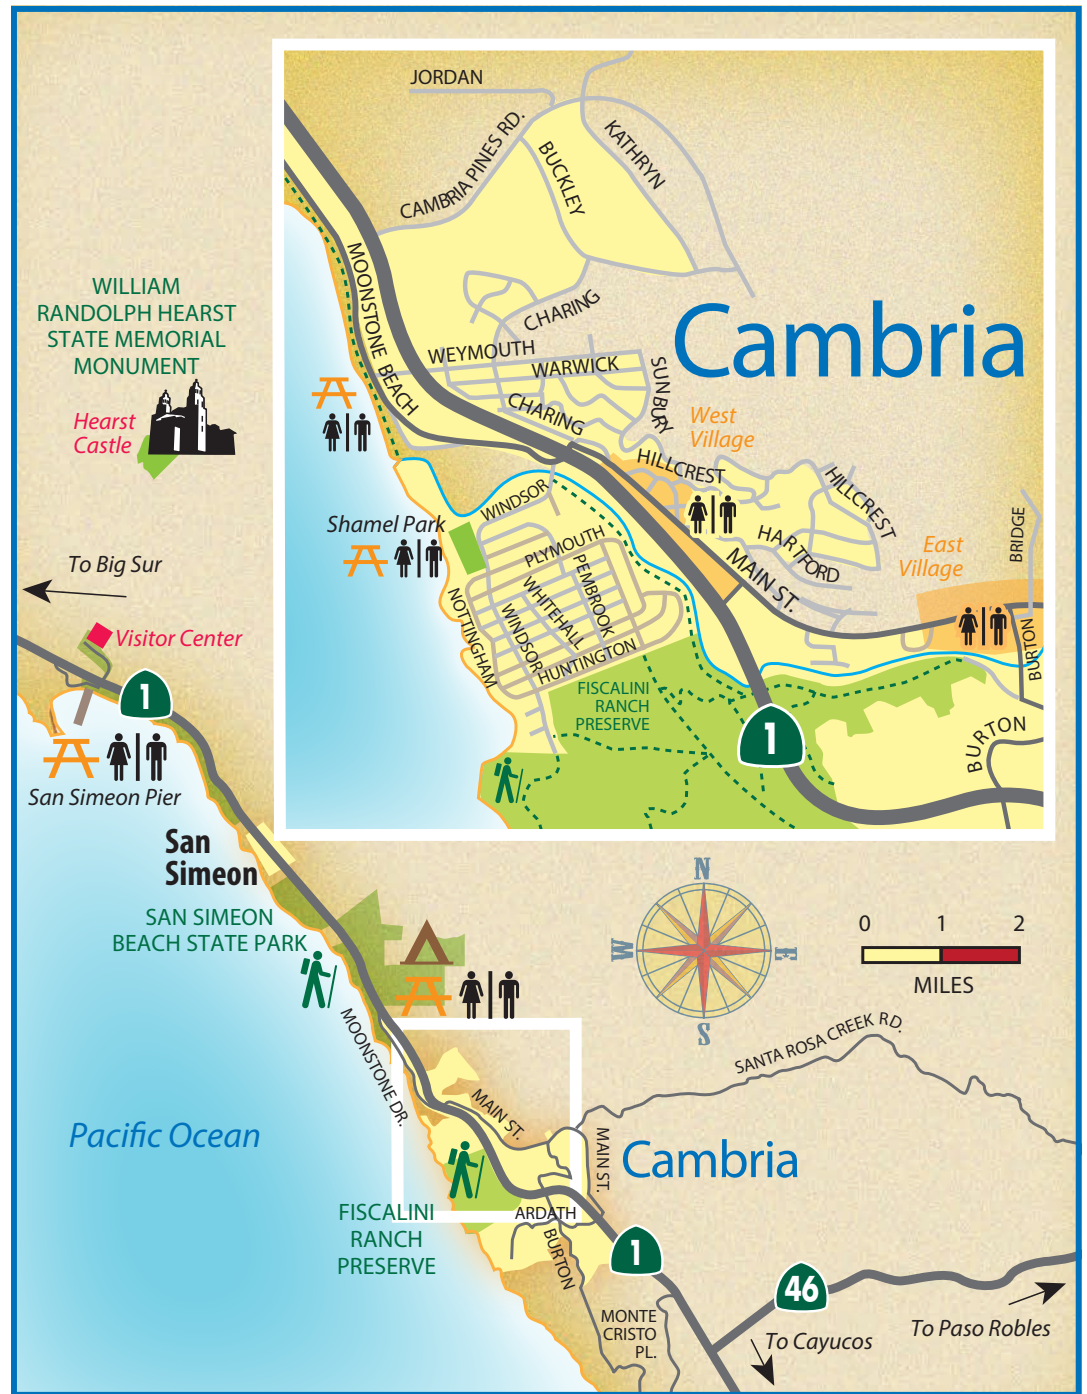 JORDAN
CAMBRIA PINES RD.
BUCKLEY
KATHRYN
MOONSTONE BEACH
CHARING
WEYMOUTH
WARWICK
SUNBURY
Cambria
CHARING
West
Village
HILLCREST
HILLCREST
HARTFORD
MAIN ST.
East
Village
BRIDGE
BURTON
BURTON
WINDSOR
Shamel Park
PLYMOUTH
PEMBROOK
WHITEHALL
WINDSOR
NOTTINGHAM
HUNTINGTON
FISCALINI
RANCH
PRESERVE
1
WILLIAM
RANDOLPH HEARST
STATE MEMORIAL
MONUMENT
Hearst
Castle
To Big Sur
Visitor Center
1
San Simeon Pier
San
Simeon
SAN SIMEON
BEACH STATE PARK
N
W
E
S
0 1 2
MILES
MOONSTONE DR.
SANTA ROSA CREEK RD.
MAIN ST.
MAIN ST.
Cambria
Pacific Ocean
FISCALINI
RANCH
PRESERVE
ARDATH
BURTON
1
46
MONTE
CRISTO
PL.
To Cayucos
To Paso Robles